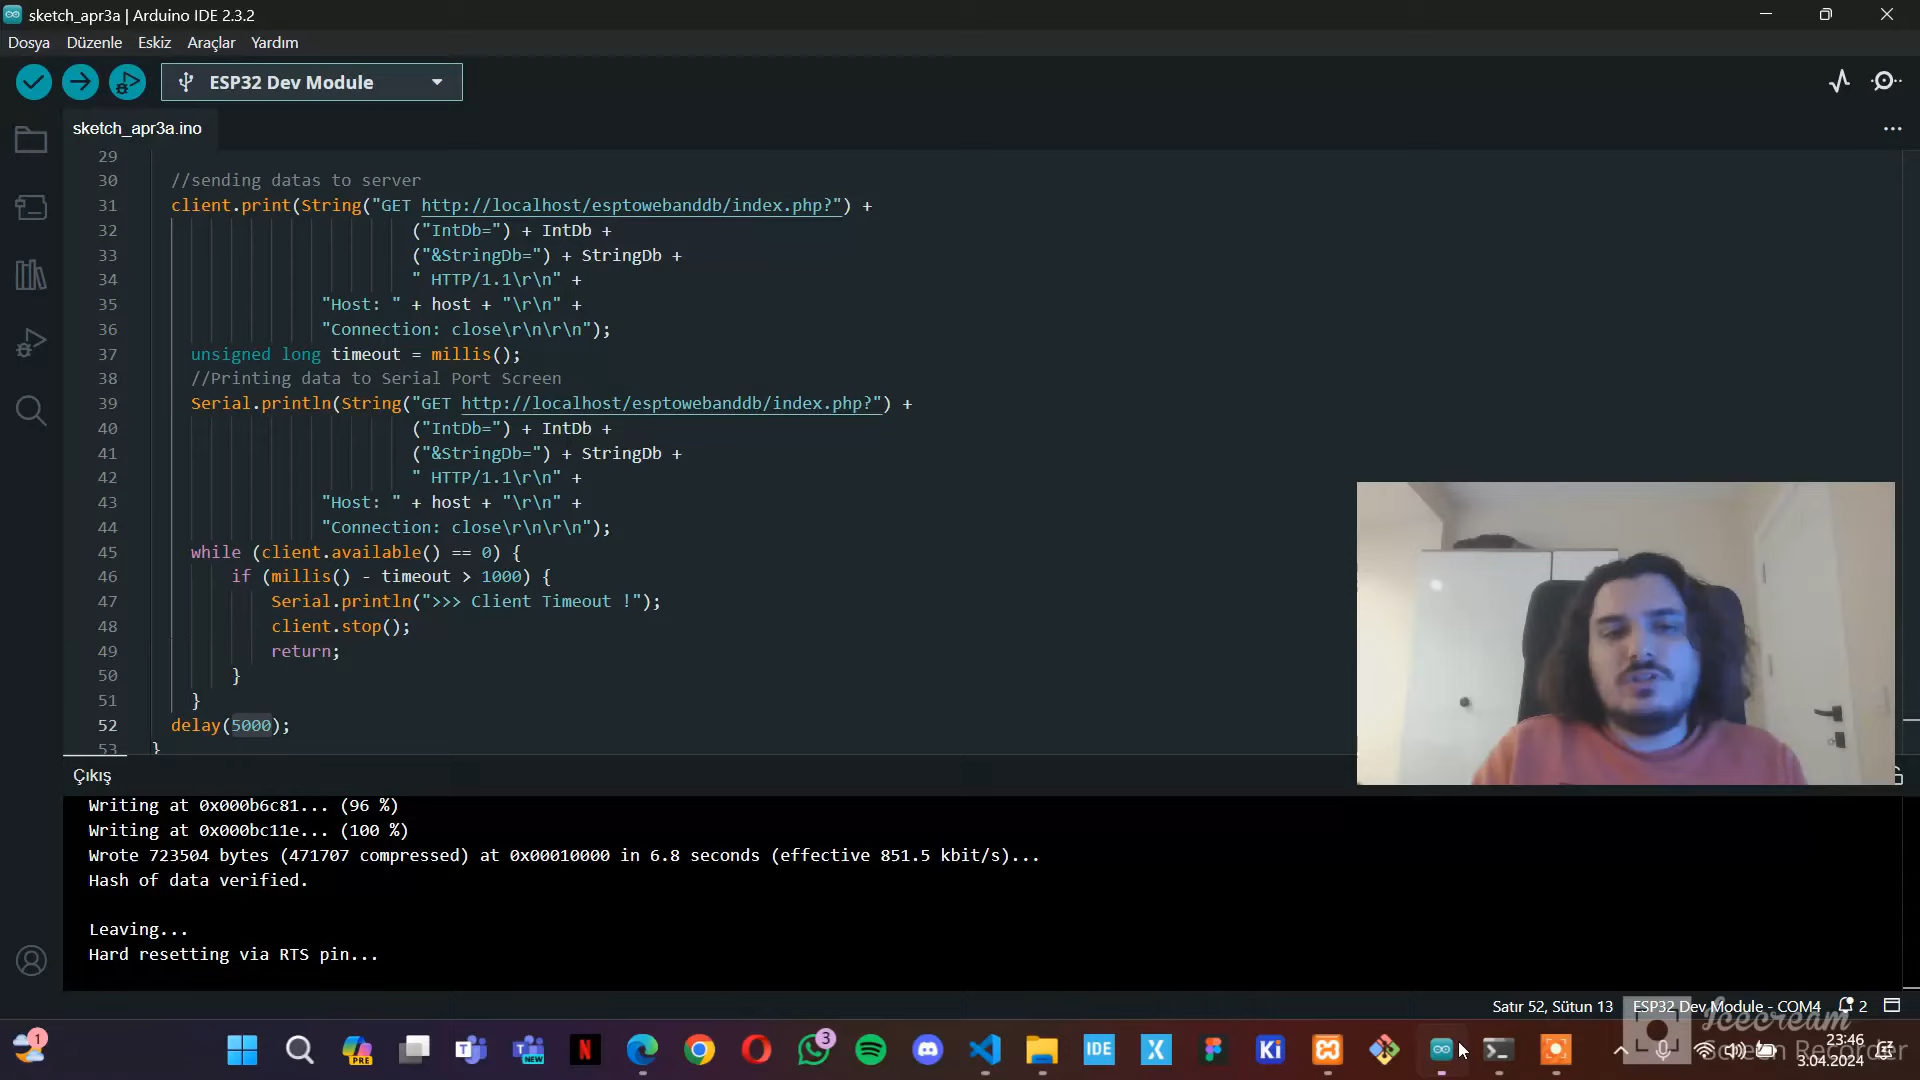 sketch_apr3a | Arduino IDE 2.3.2
Dosya Düzenle Eskiz Araçlar Yardım
ESP32 Dev Module
sketch_apr3a.ino
29
30 //sending datas to server
31 client.print(String("GET http://localhost/esptowebanddb/index.php?") +
32 ("IntDb=") + IntDb +
33 ("&StringDb=") + StringDb +
34 " HTTP/1.1\r\n" +
35 "Host: " + host + "\r\n" +
36 "Connection: close\r\n\r\n");
37 unsigned long timeout = millis();
38 //Printing data to Serial Port Screen
39 Serial.println(String("GET http://localhost/esptowebanddb/index.php?") +
40 ("IntDb=") + IntDb +
41 ("&StringDb=") + StringDb +
42 " HTTP/1.1\r\n" +
43 "Host: " + host + "\r\n" +
44 "Connection: close\r\n\r\n");
45 while (client.available() == 0) {
46 if (millis() - timeout > 1000) {
47 Serial.println(">>> Client Timeout !");
48 client.stop();
49 return;
50 }
51 }
52 delay(5000);
53 }
Çıkış
Writing at 0x000b6c81... (96 %)
Writing at 0x000bc11e... (100 %)
Wrote 723504 bytes (471707 compressed) at 0x00010000 in 6.8 seconds (effective 851.5 kbit/s)...
Hash of data verified.
Leaving...
Hard resetting via RTS pin...
Satır 52, Sütun 13 ESP32 Dev Module - COM4 2
1
PRE
NEW
N
3
IDE
X
Ki
Icecream
Screen Recorder
23:46
3.04.2024